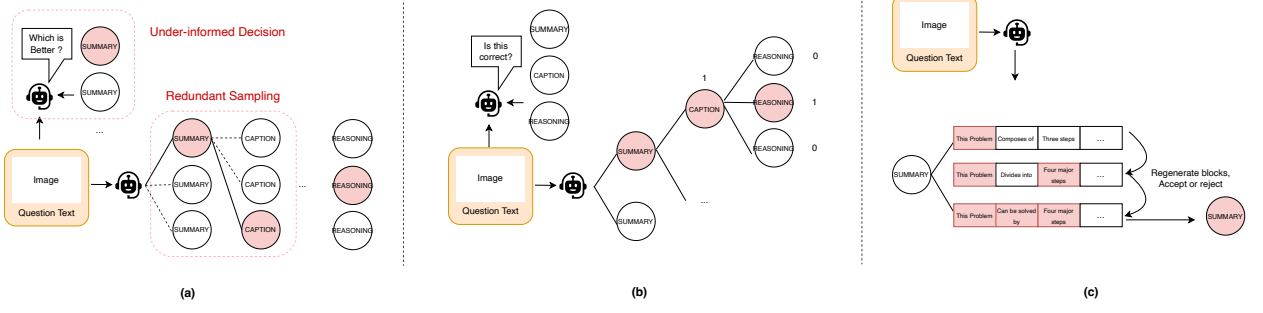 Under-informed Decision
Which is
Better ?
SUMMARY
SUMMARY
...
Redundant Sampling
Image
Question Text
SUMMARY
CAPTION
REASONING
SUMMARY
CAPTION
...
REASONING
SUMMARY
CAPTION
REASONING
(a)
Is this
correct?
SUMMARY
CAPTION
REASONING
Image
Question Text
SUMMARY
SUMMARY
1
CAPTION
...
REASONING
0
REASONING
1
REASONING
0
(b)
Image
Question Text
SUMMARY
This Problem
Composes of
Three steps
...
This Problem
Divides into
Four major
steps
...
This Problem
Can be solved
by
Four major
steps
...
Regenerate blocks,
Accept or reject
SUMMARY
(c)